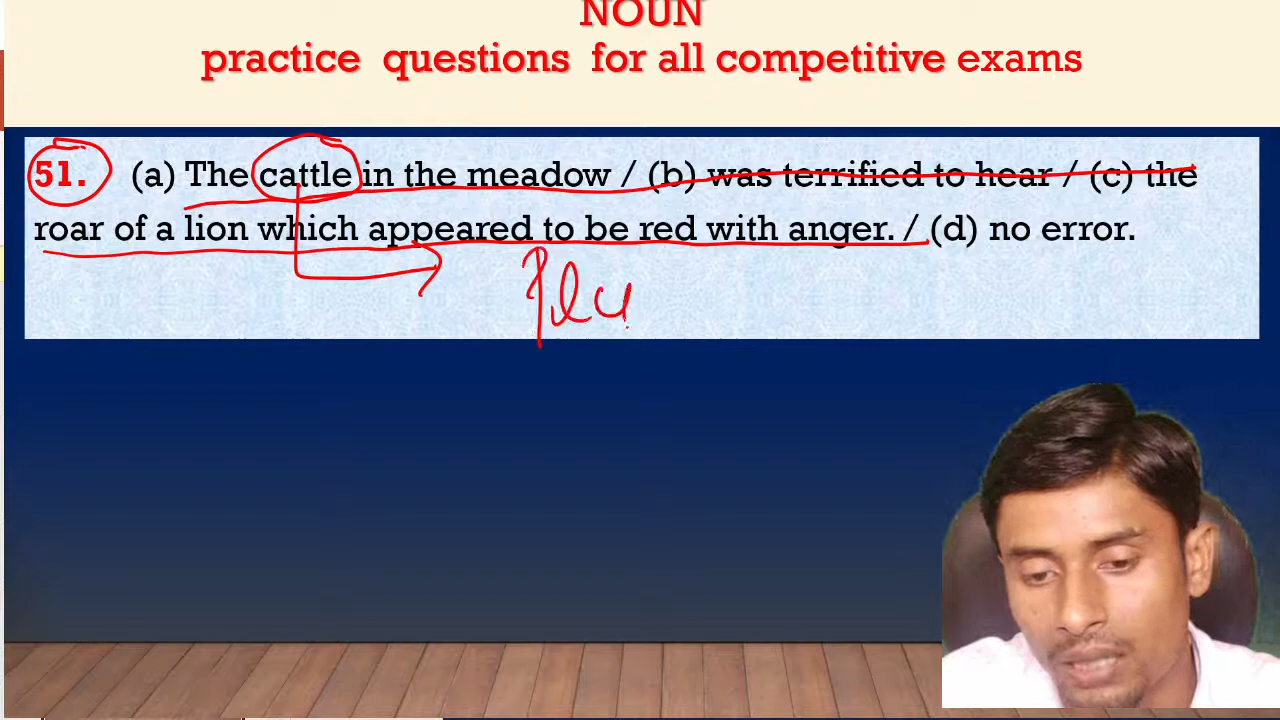 NOUN
practice questions for all competitive exams
51. (a) The cattle in the meadow / (b) was terrified to hear / (c) the
roar of a lion which appeared to be red with anger. / (d) no error.
Plu